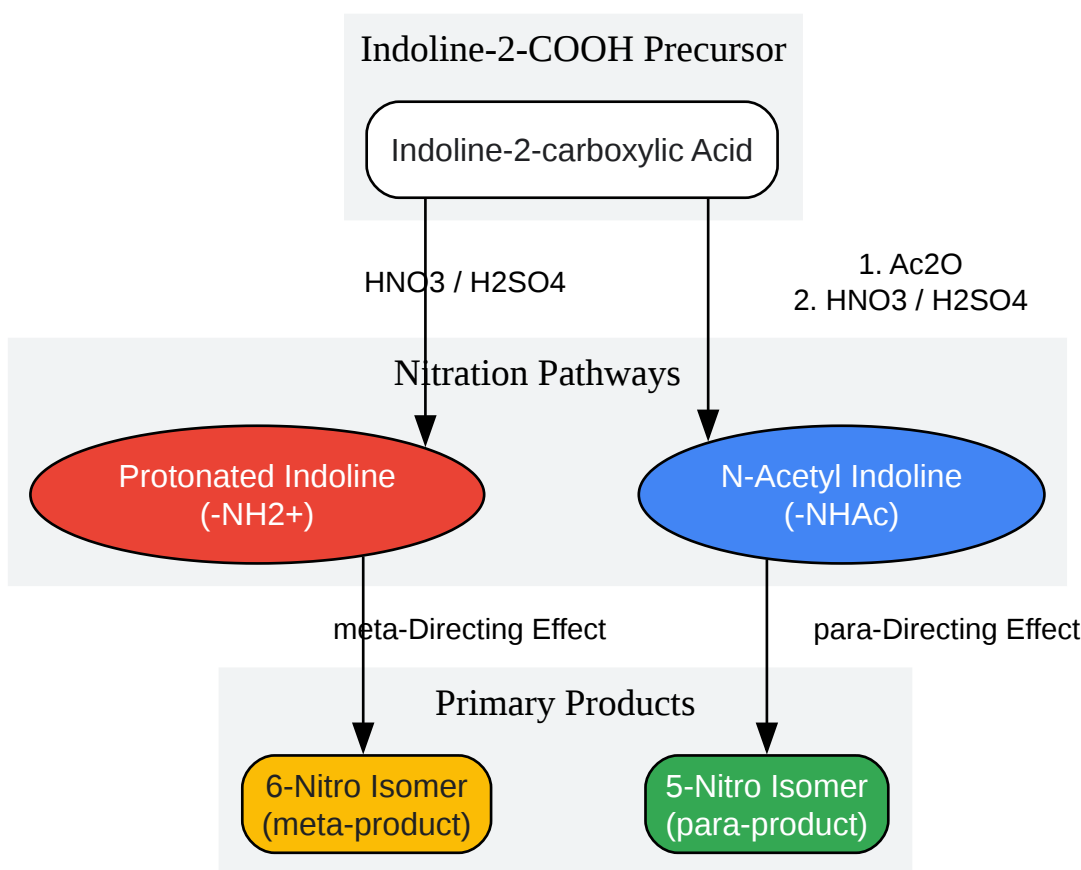 Indoline-2-COOH Precursor
Indoline-2-carboxylic Acid
HNO3 / H2SO4
1. Ac2O
2. HNO3 / H2SO4
Nitration Pathways
Protonated Indoline
(-NH2+)
N-Acetyl Indoline
(-NHAc)
meta-Directing Effect
para-Directing Effect
Primary Products
6-Nitro Isomer
(meta-product)
5-Nitro Isomer
(para-product)